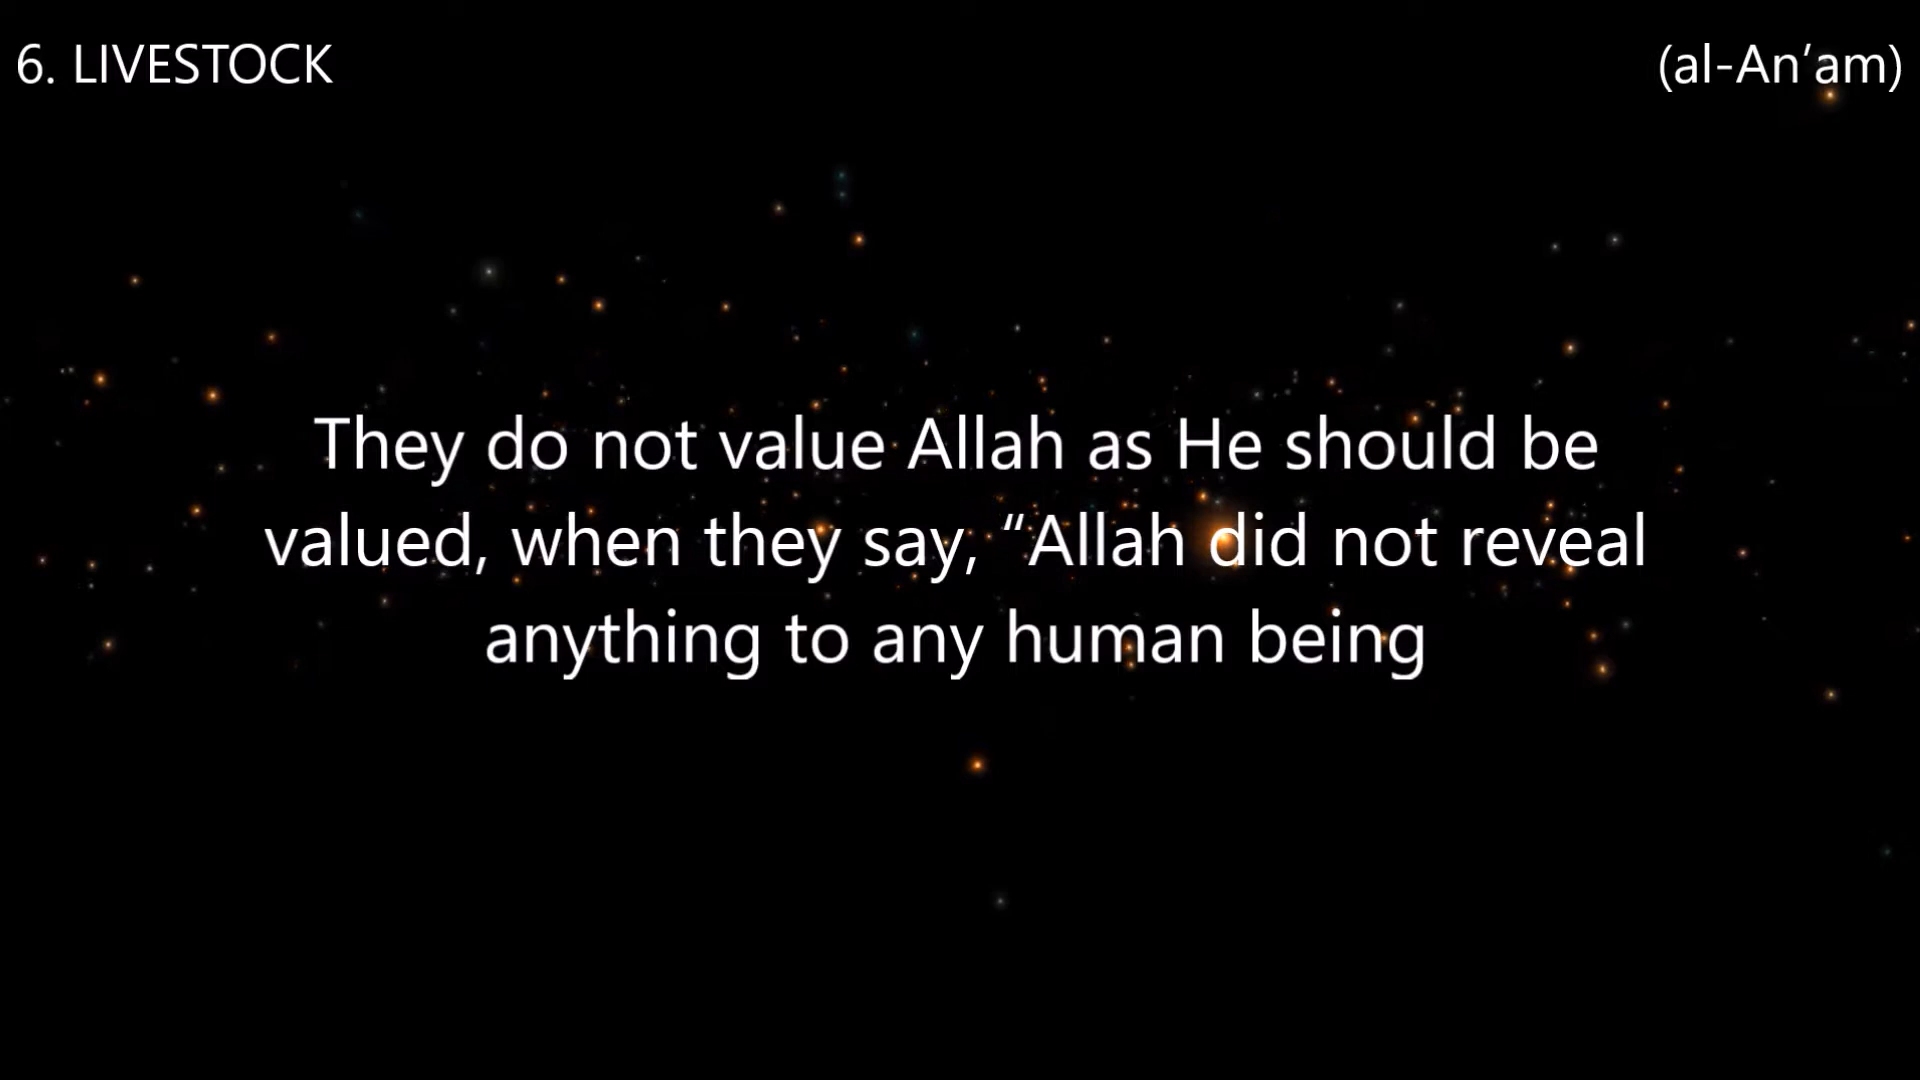 6. LIVESTOCK
(al-An’am)
They do not value Allah as He should be
valued, when they say, “Allah did not reveal
anything to any human being